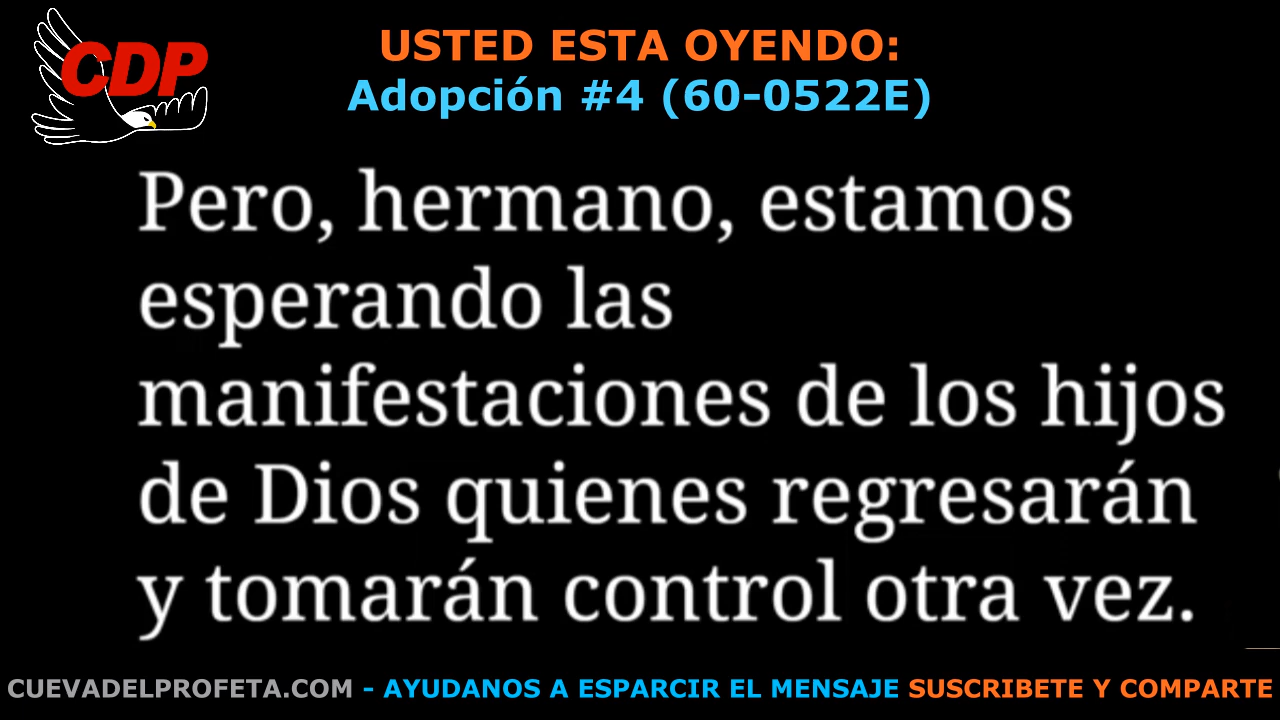 CDP
USTED ESTA OYENDO:
Adopción #4 (60-0522E)
Pero, hermano, estamos
esperando las
manifestaciones de los hijos
de Dios quienes regresarán
y tomarán control otra vez.
CUEVADELPROFETA.COM - AYUDANOS A ESPARCIR EL MENSAJE SUSCRIBETE Y COMPARTE